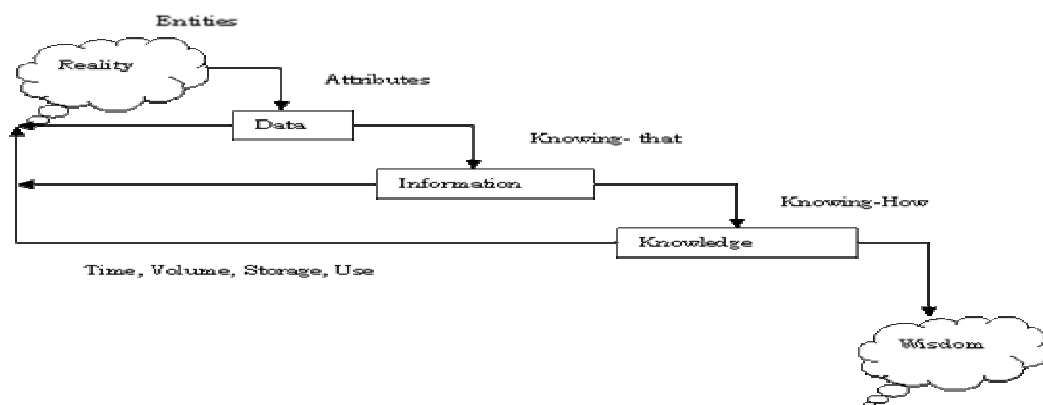 Entities
Reality
Attributes
Data
Knowing- that
Information
Knowing-How
Knowledge
Time, Volume, Storage, Use
Wisdom